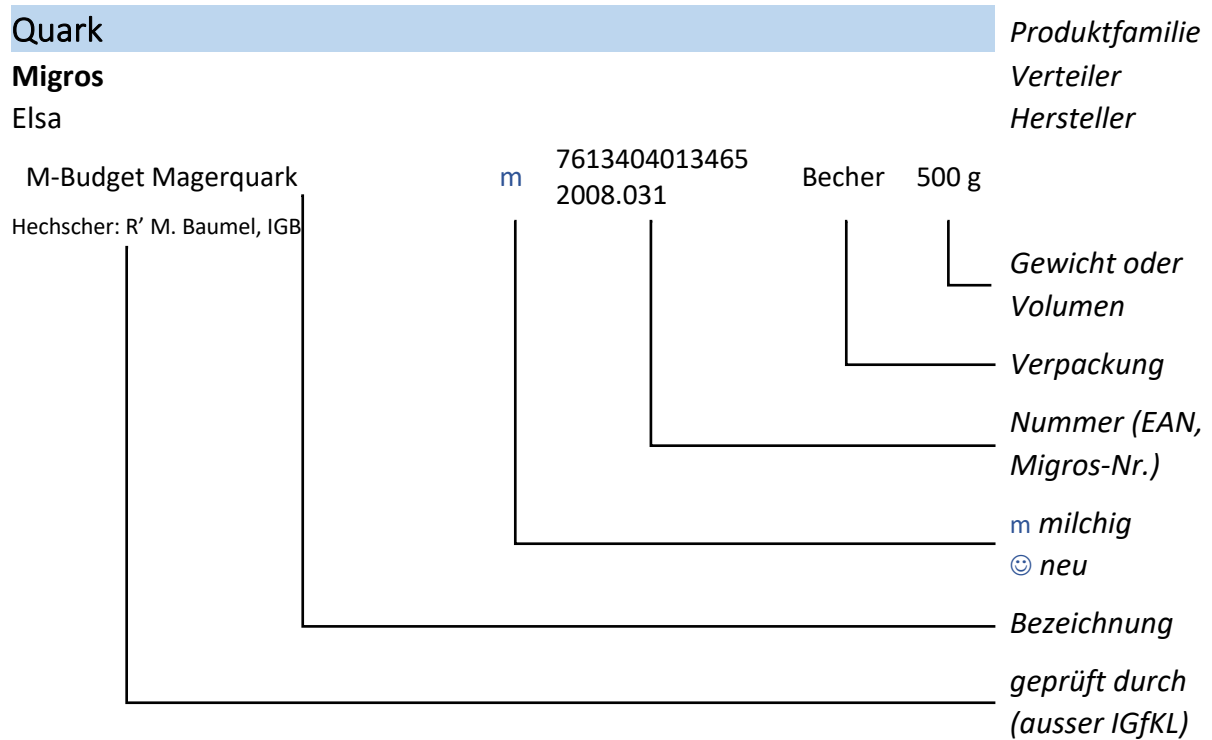 Quark Produktfamilie
Migros Verteiler
Elsa Hersteller
M-Budget Magerquark m 7613404013465 Becher 500 g
2008.031
Hechscher: R’ M. Baumel, IGB
Gewicht oder
Volumen
Verpackung
Nummer (EAN,
Migros-Nr.)
m milchig
☺ neu
Bezeichnung
geprüft durch
(ausser IGfKL)